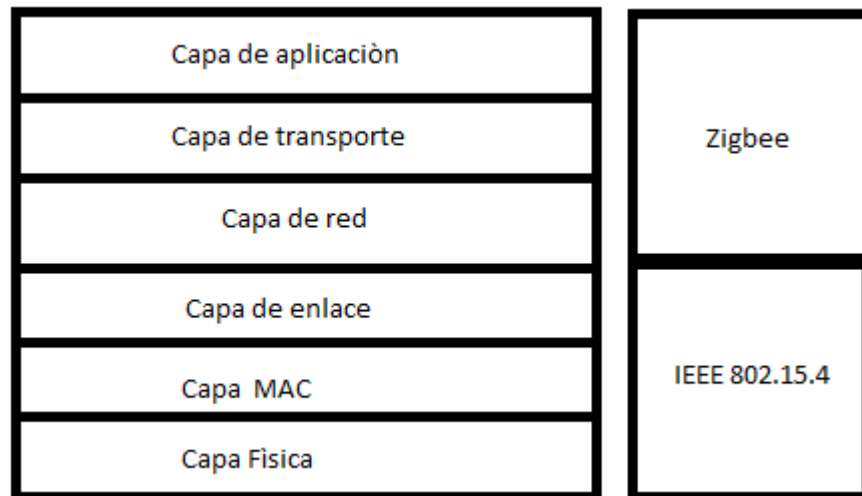 Capa de aplicaciòn
Capa de transporte
Capa de red
Capa de enlace
Capa MAC
Capa Fìsica
Zigbee
IEEE 802.15.4